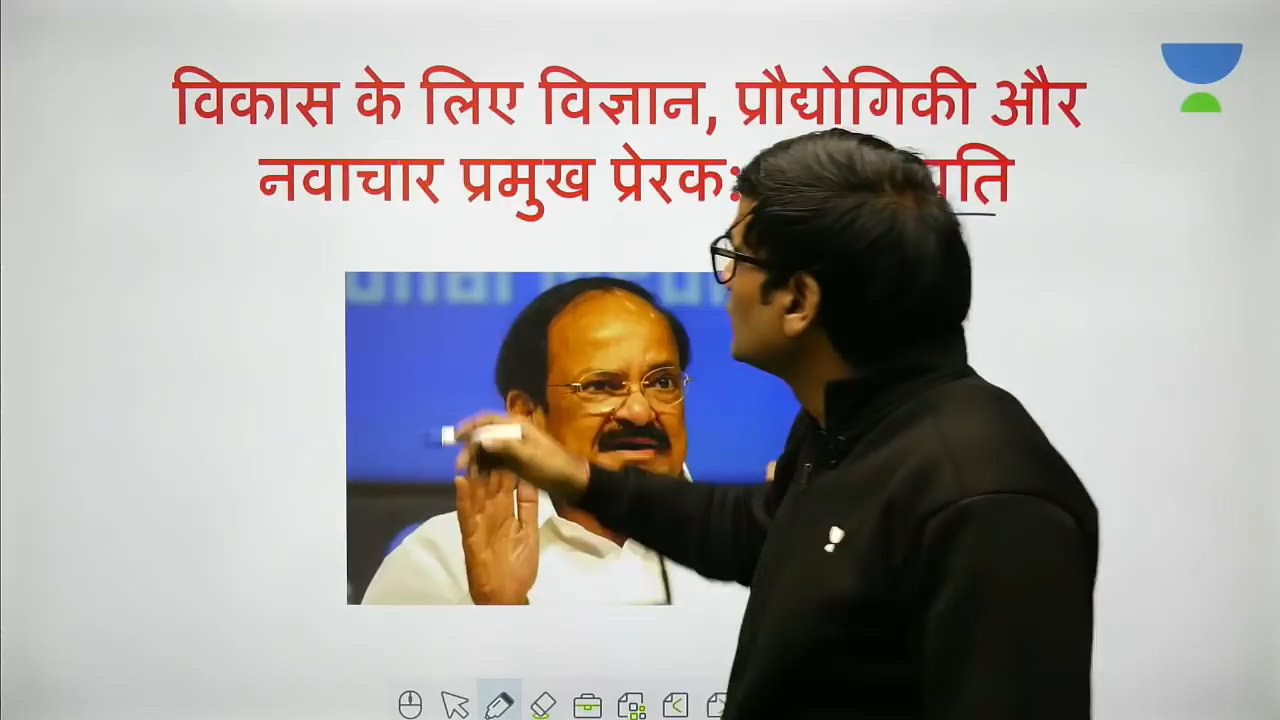 विकास के लिए विज्ञान, प्रौद्योगिकी और
नवाचार प्रमुख प्रेरक: